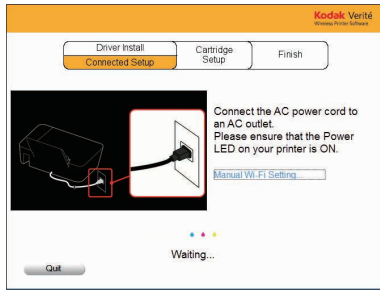 Kodak Verité
Wireless Printer Software
Driver Install
Connected Setup
Cartridge
Setup
Finish
Connect the AC power cord to
an AC outlet.
Please ensure that the Power
LED on your printer is ON.
Manual Wi-Fi Setting...
Waiting...
Quit